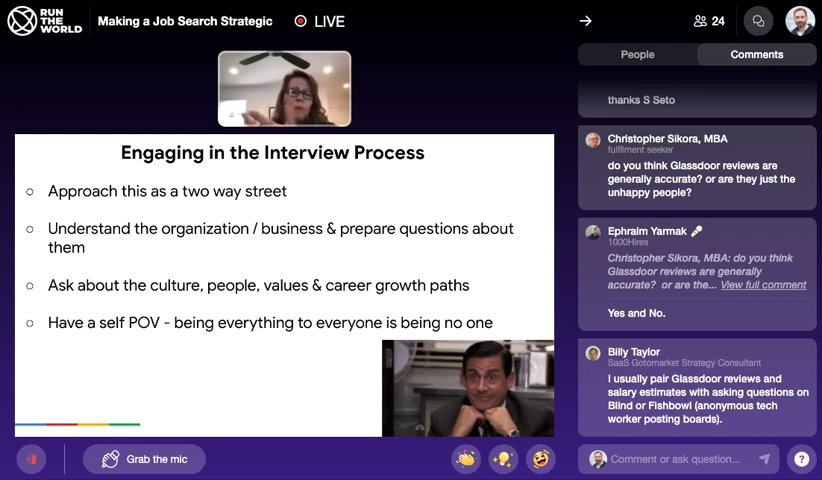 RUN
THE
WORLD
Making a Job Search Strategic
LIVE
24
People
Comments
thanks S Seto
Engaging in the Interview Process
Approach this as a two way street
Understand the organization / business & prepare questions about
them
Ask about the culture, people, values & career growth paths
Have a self POV - being everything to everyone is being no one
Christopher Sikora, MBA
fulfilment seeker
do you think Glassdoor reviews are
generally accurate? or are they just the
unhappy people?
Ephraim Yarmak
1000Hires
Christopher Sikora, MBA: do you think
Glassdoor reviews are generally
accurate? or are the... View full comment
Yes and No.
Billy Taylor
SaaS Gotomarket Strategy Consultant
I usually pair Glassdoor reviews and
salary estimates with asking questions on
Blind or Fishbowl (anonymous tech
worker posting boards).
Grab the mic
Comment or ask question...
?